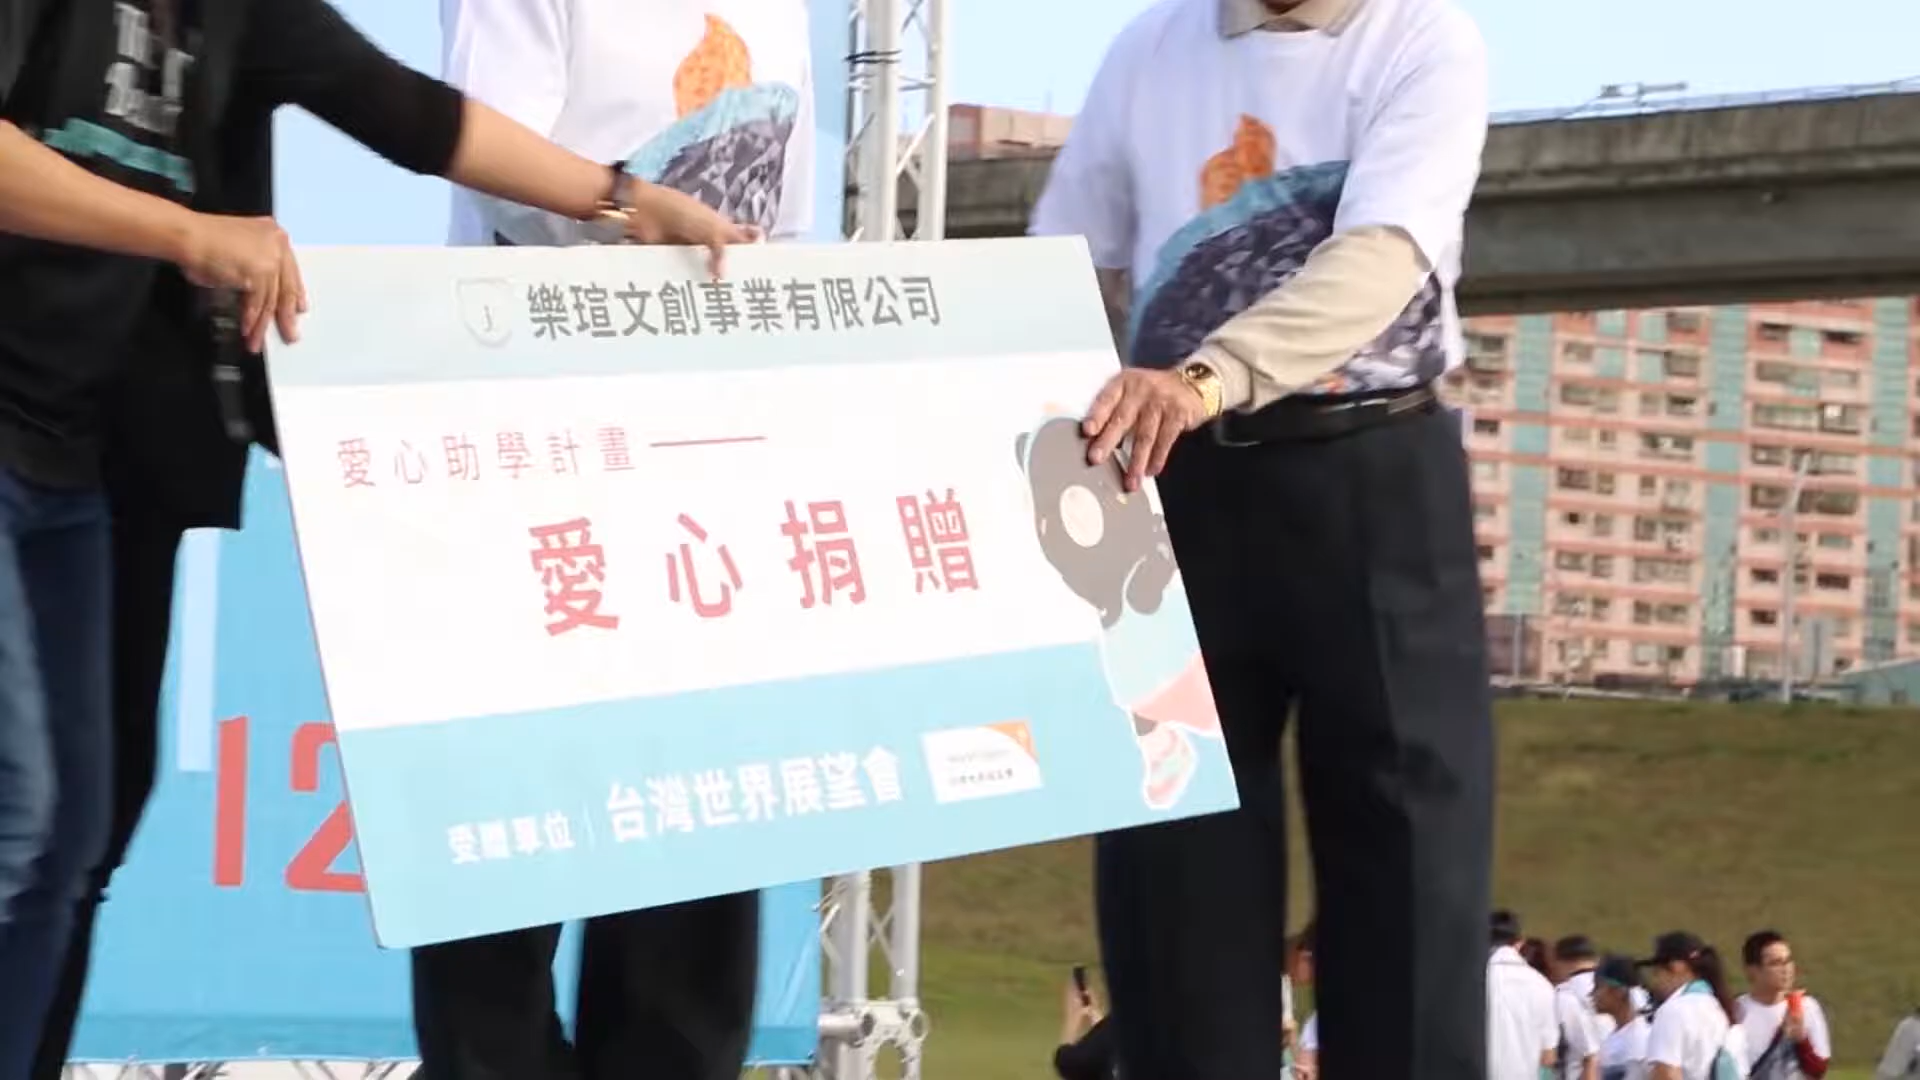 樂瑄文創事業有限公司
愛心助學計畫
愛心捐贈
受贈單位 | 台灣世界展望會
12